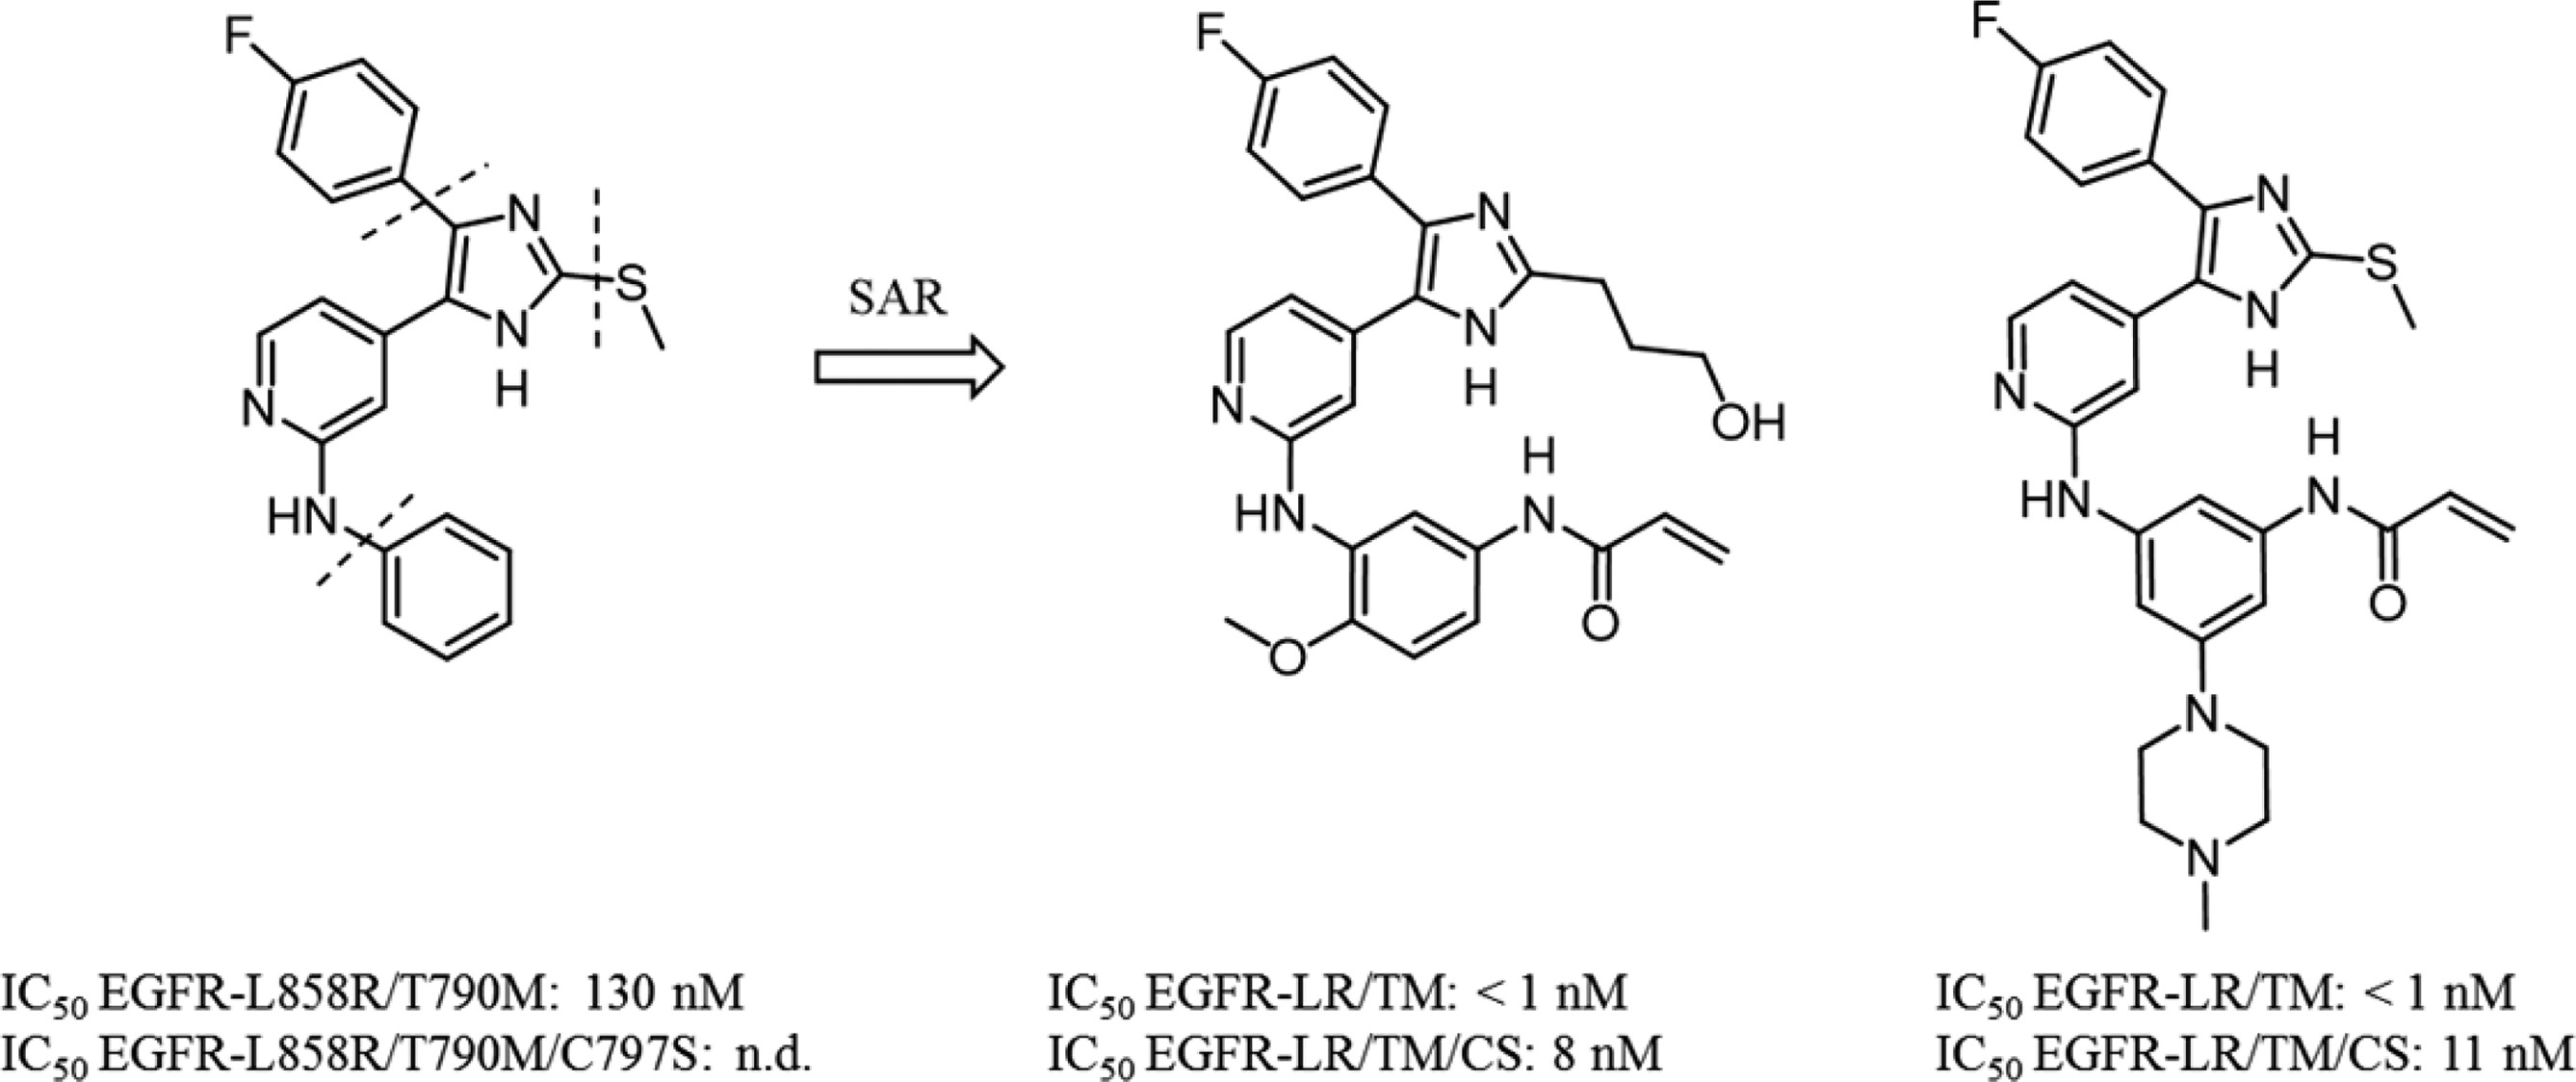 F
F
F
N
N
N
S
S
SAR
N
H
N
H
N
H
N
N
N
OH
H
H
HN
HN
N
HN
N
O
O
O
N
N
IC50 EGFR-L858R/T790M: 130 nM
IC50 EGFR-L858R/T790M/C797S: n.d.
IC50 EGFR-LR/TM: < 1 nM
IC50 EGFR-LR/TM/CS: 8 nM
IC50 EGFR-LR/TM: < 1 nM
IC50 EGFR-LR/TM/CS: 11 nM